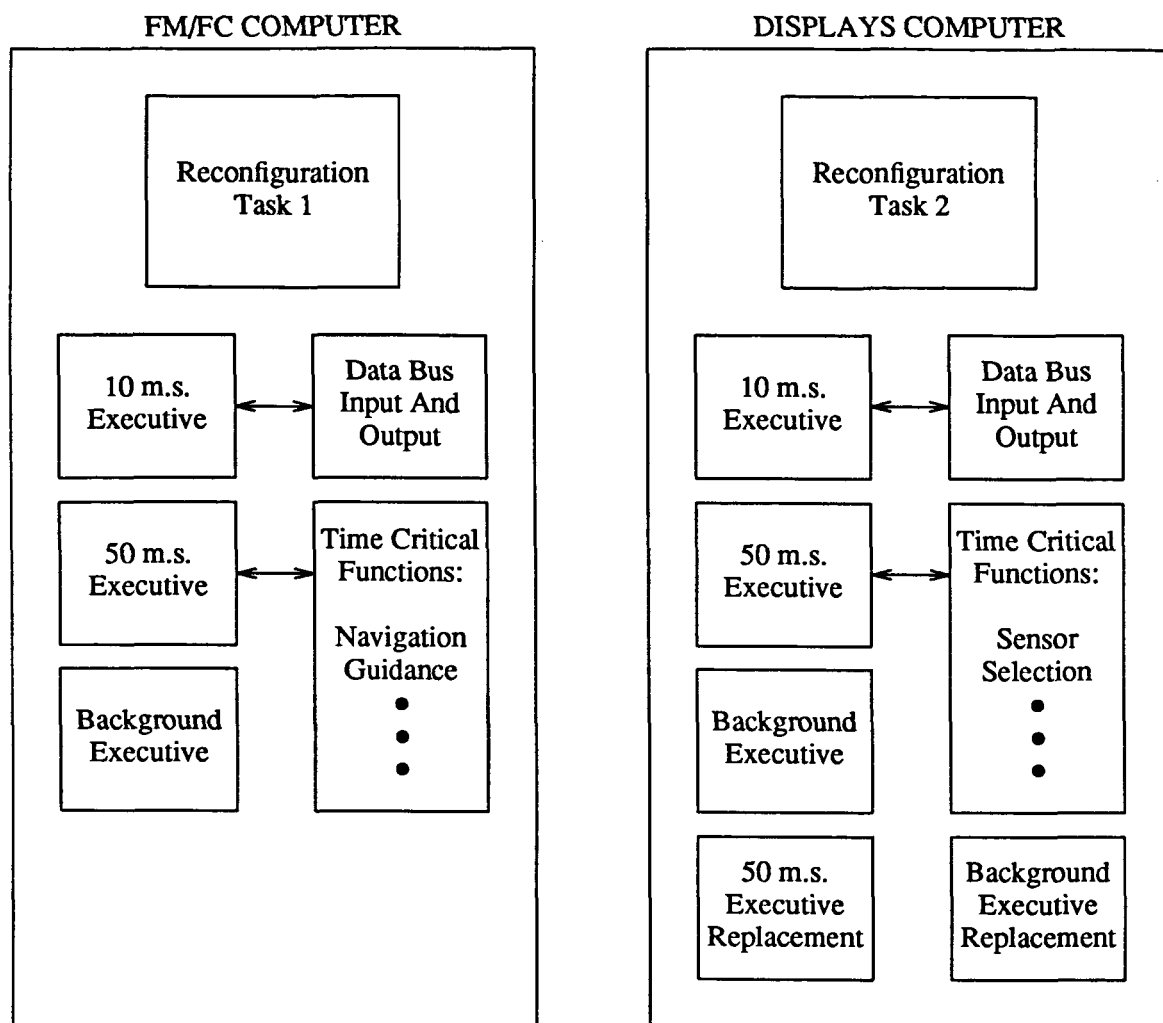 FM/FC COMPUTER
Reconfiguration
Task 1
10 m.s.
Executive
Data Bus
Input And
Output
50 m.s.
Executive
Time Critical
Functions:
Navigation
Guidance
Background
Executive
DISPLAYS COMPUTER
Reconfiguration
Task 2
10 m.s.
Executive
Data Bus
Input And
Output
50 m.s.
Executive
Time Critical
Functions:
Sensor
Selection
Background
Executive
50 m.s.
Executive
Replacement
Background
Executive
Replacement